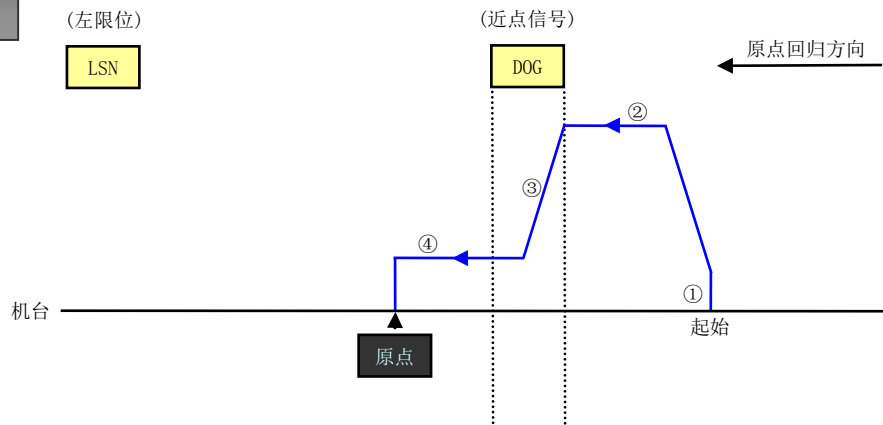 (左限位)
(近点信号)
原点回归方向
LSN
DOG
②
③
④
①
机台
起始
原点